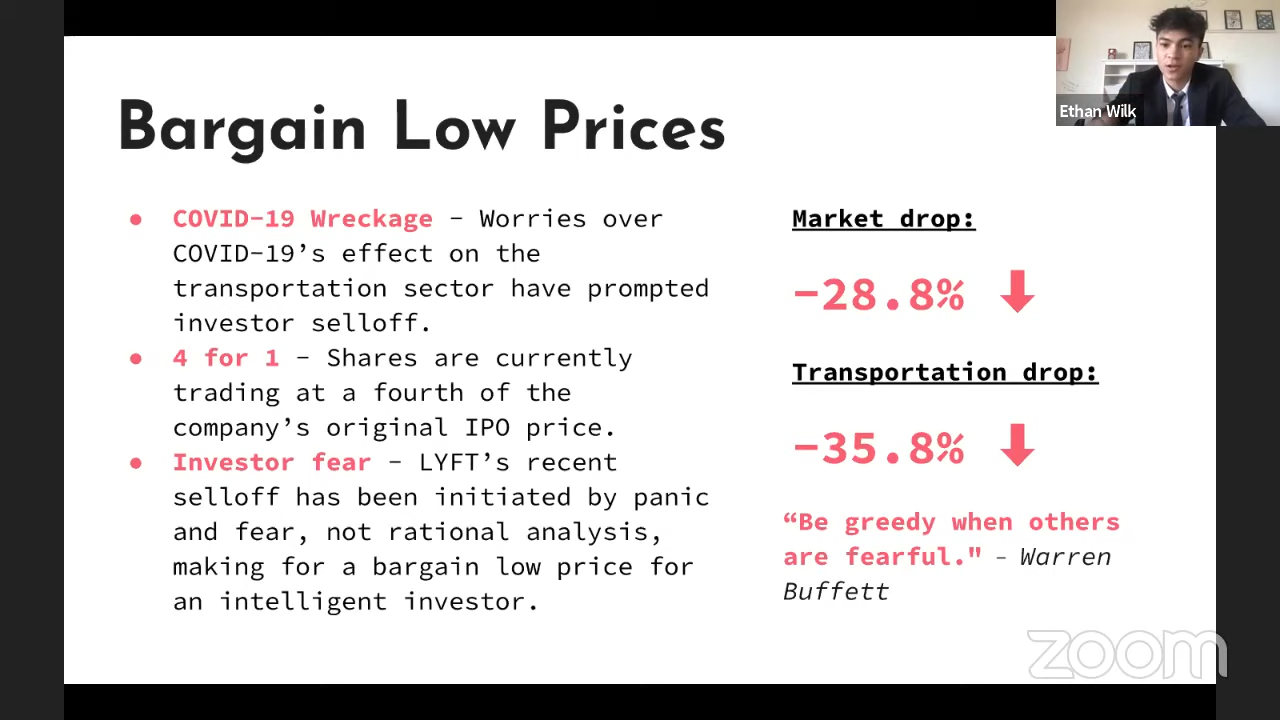 Ethan Wilk
Bargain Low Prices
● COVID-19 Wreckage - Worries over
COVID-19’s effect on the
transportation sector have prompted
investor selloff.
● 4 for 1 - Shares are currently
trading at a fourth of the
company’s original IPO price.
● Investor fear - LYFT’s recent
selloff has been initiated by panic
and fear, not rational analysis,
making for a bargain low price for
an intelligent investor.
Market drop:
-28.8%
Transportation drop:
-35.8%
“Be greedy when others
are fearful." - Warren
Buffett
zoom